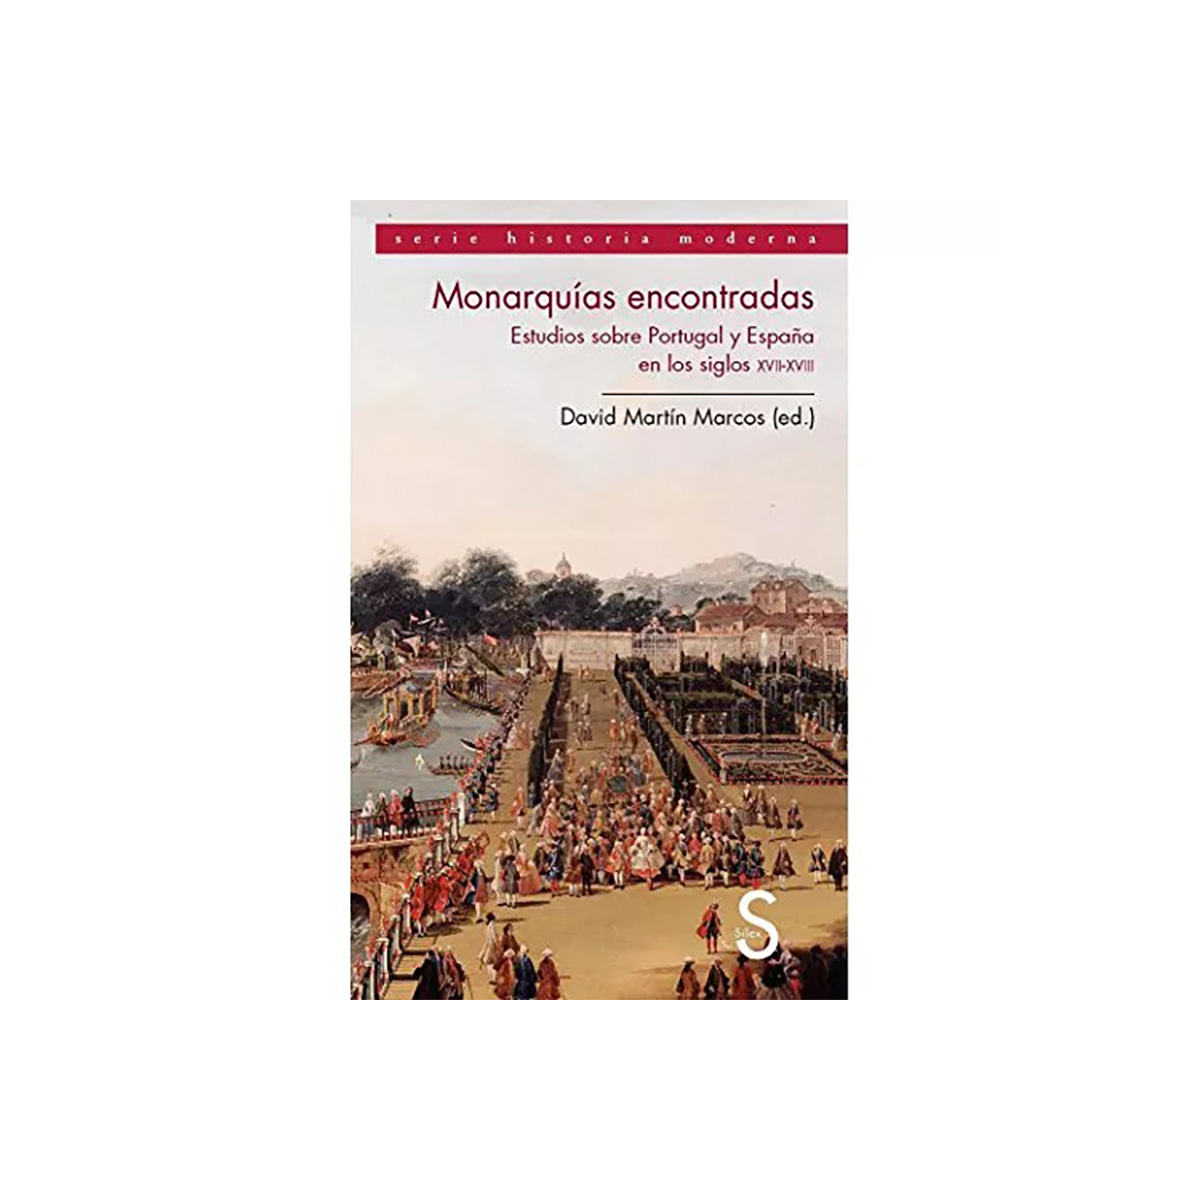 serie historia moderna
Monarquías encontradas
Estudios sobre Portugal y España
en los siglos XVII-XVIII
David Martín Marcos (ed.)
S
Sílex